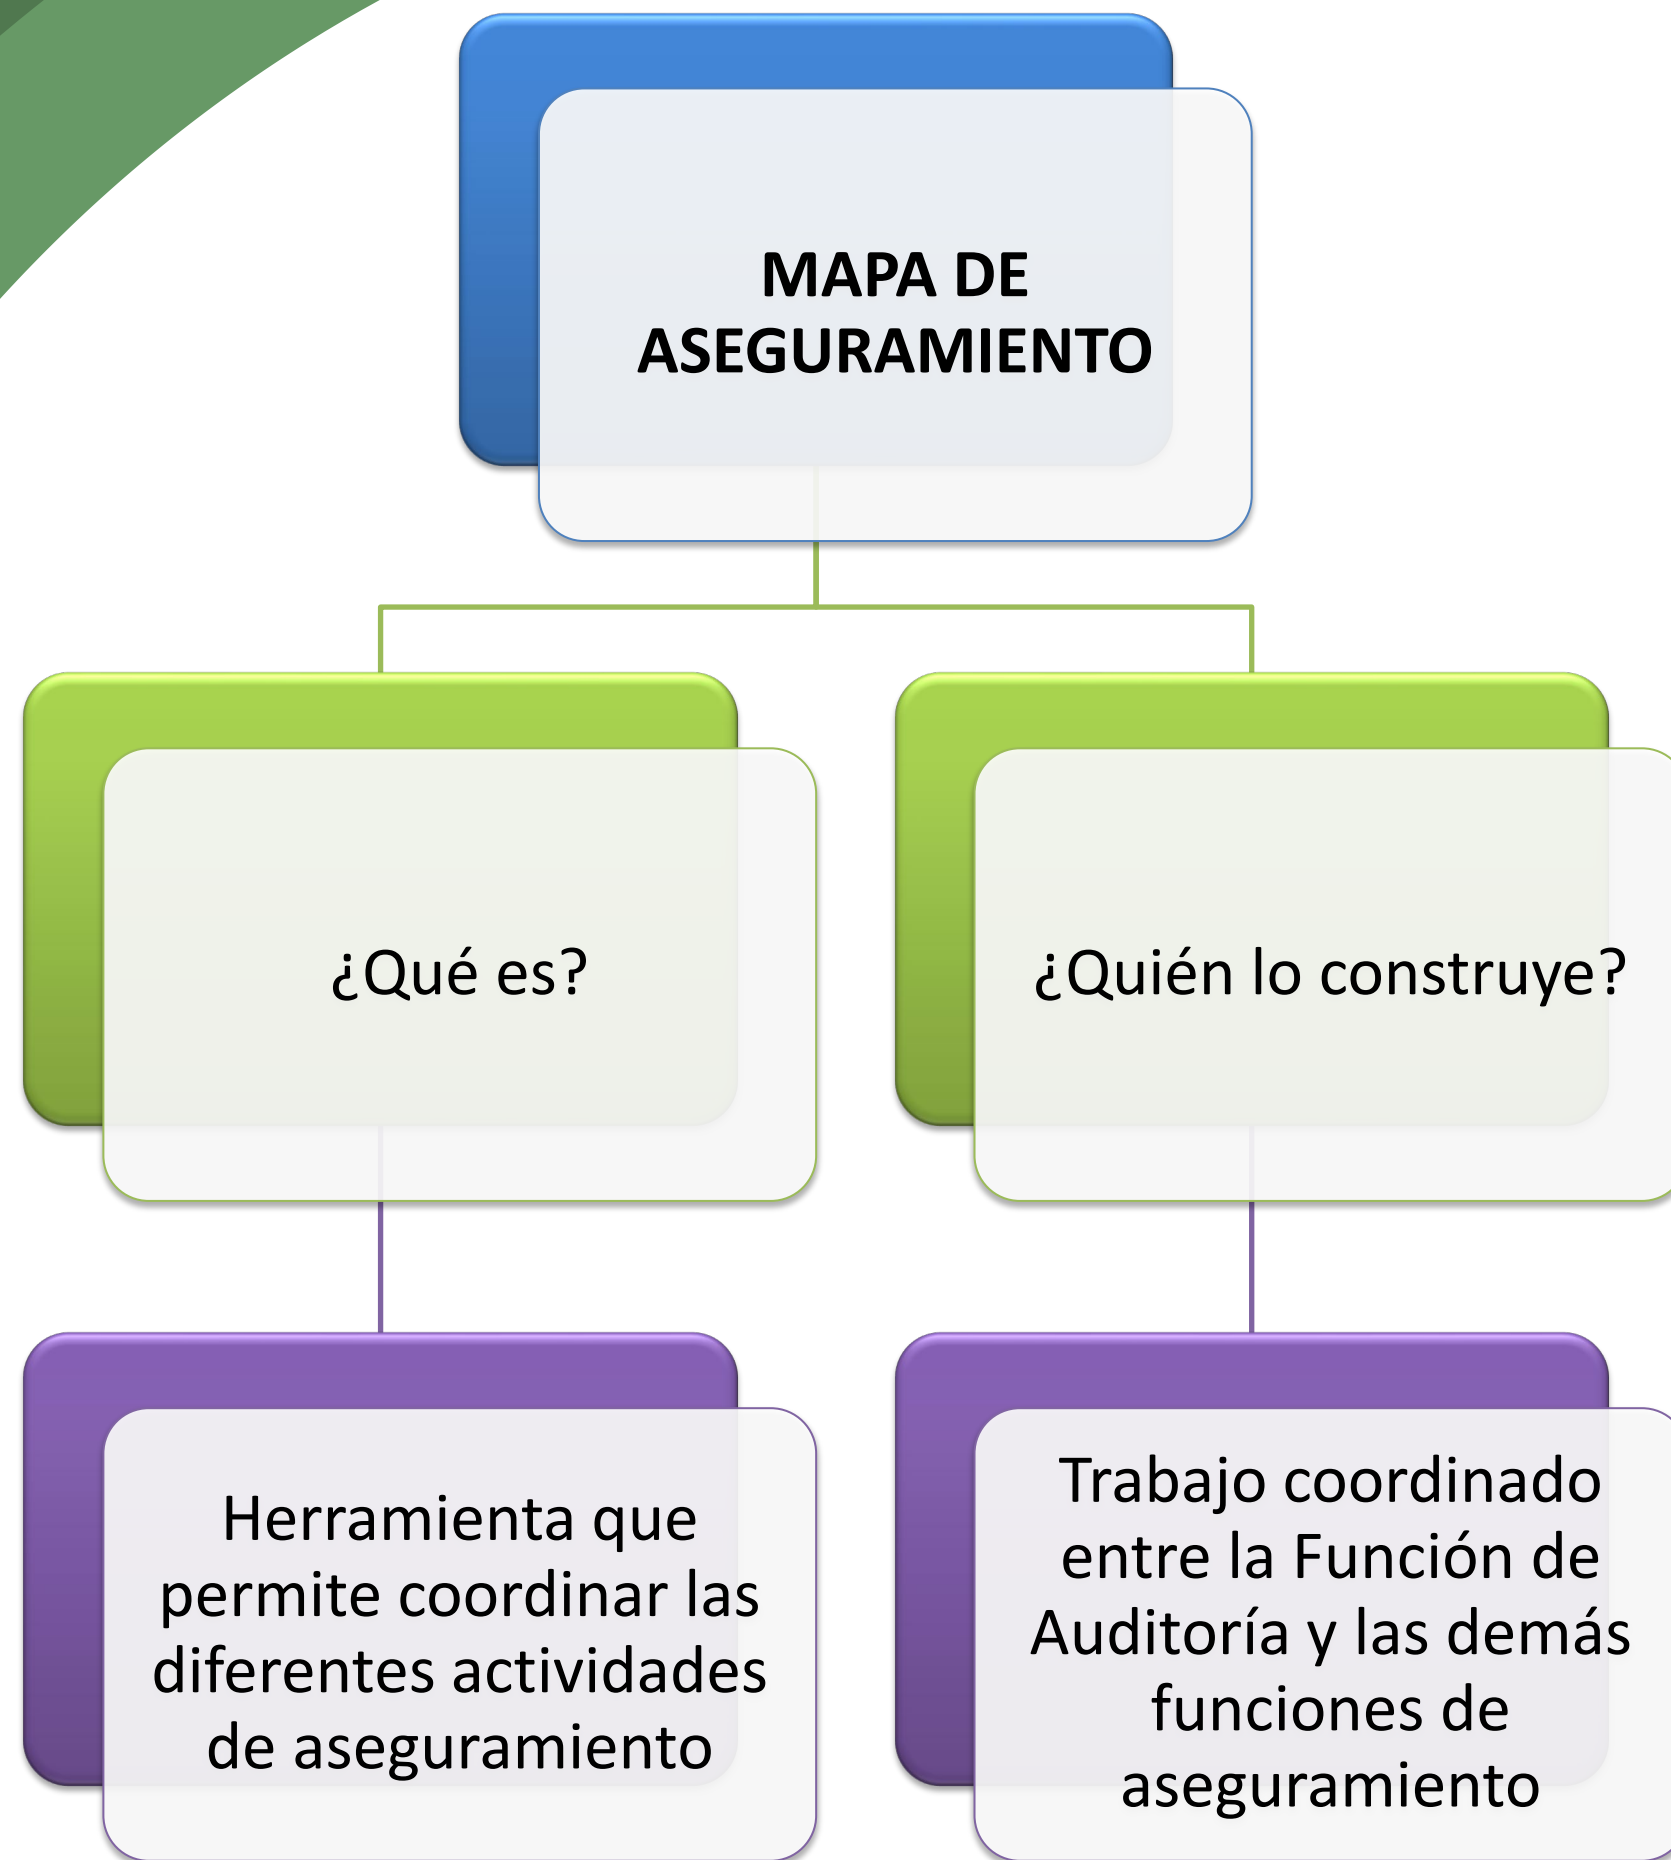 MAPA DE
ASEGURAMIENTO
¿Qué es?
¿Quién lo construye?
Herramienta que
permite coordinar las
diferentes actividades
de aseguramiento
Trabajo coordinado
entre la Función de
Auditoría y las demás
funciones de
aseguramiento